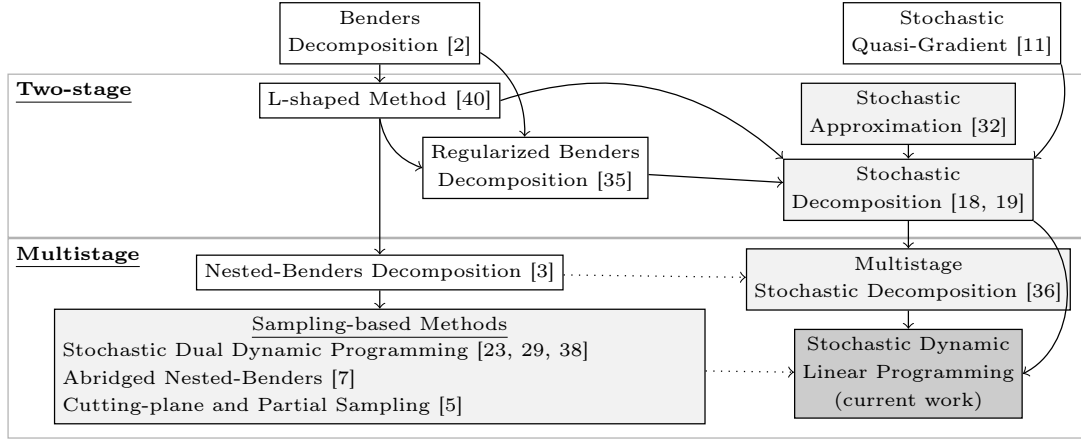 Benders
Decomposition [2]
Stochastic
Quasi-Gradient [11]
Two-stage
L-shaped Method [40]
Stochastic
Approximation [32]
Regularized Benders
Decomposition [35]
Stochastic
Decomposition [18, 19]
Multistage
Nested-Benders Decomposition [3]
Multistage
Stochastic Decomposition [36]
Sampling-based Methods
Stochastic Dual Dynamic Programming [23, 29, 38]
Abridged Nested-Benders [7]
Cutting-plane and Partial Sampling [5]
Stochastic Dynamic
Linear Programming
(current work)